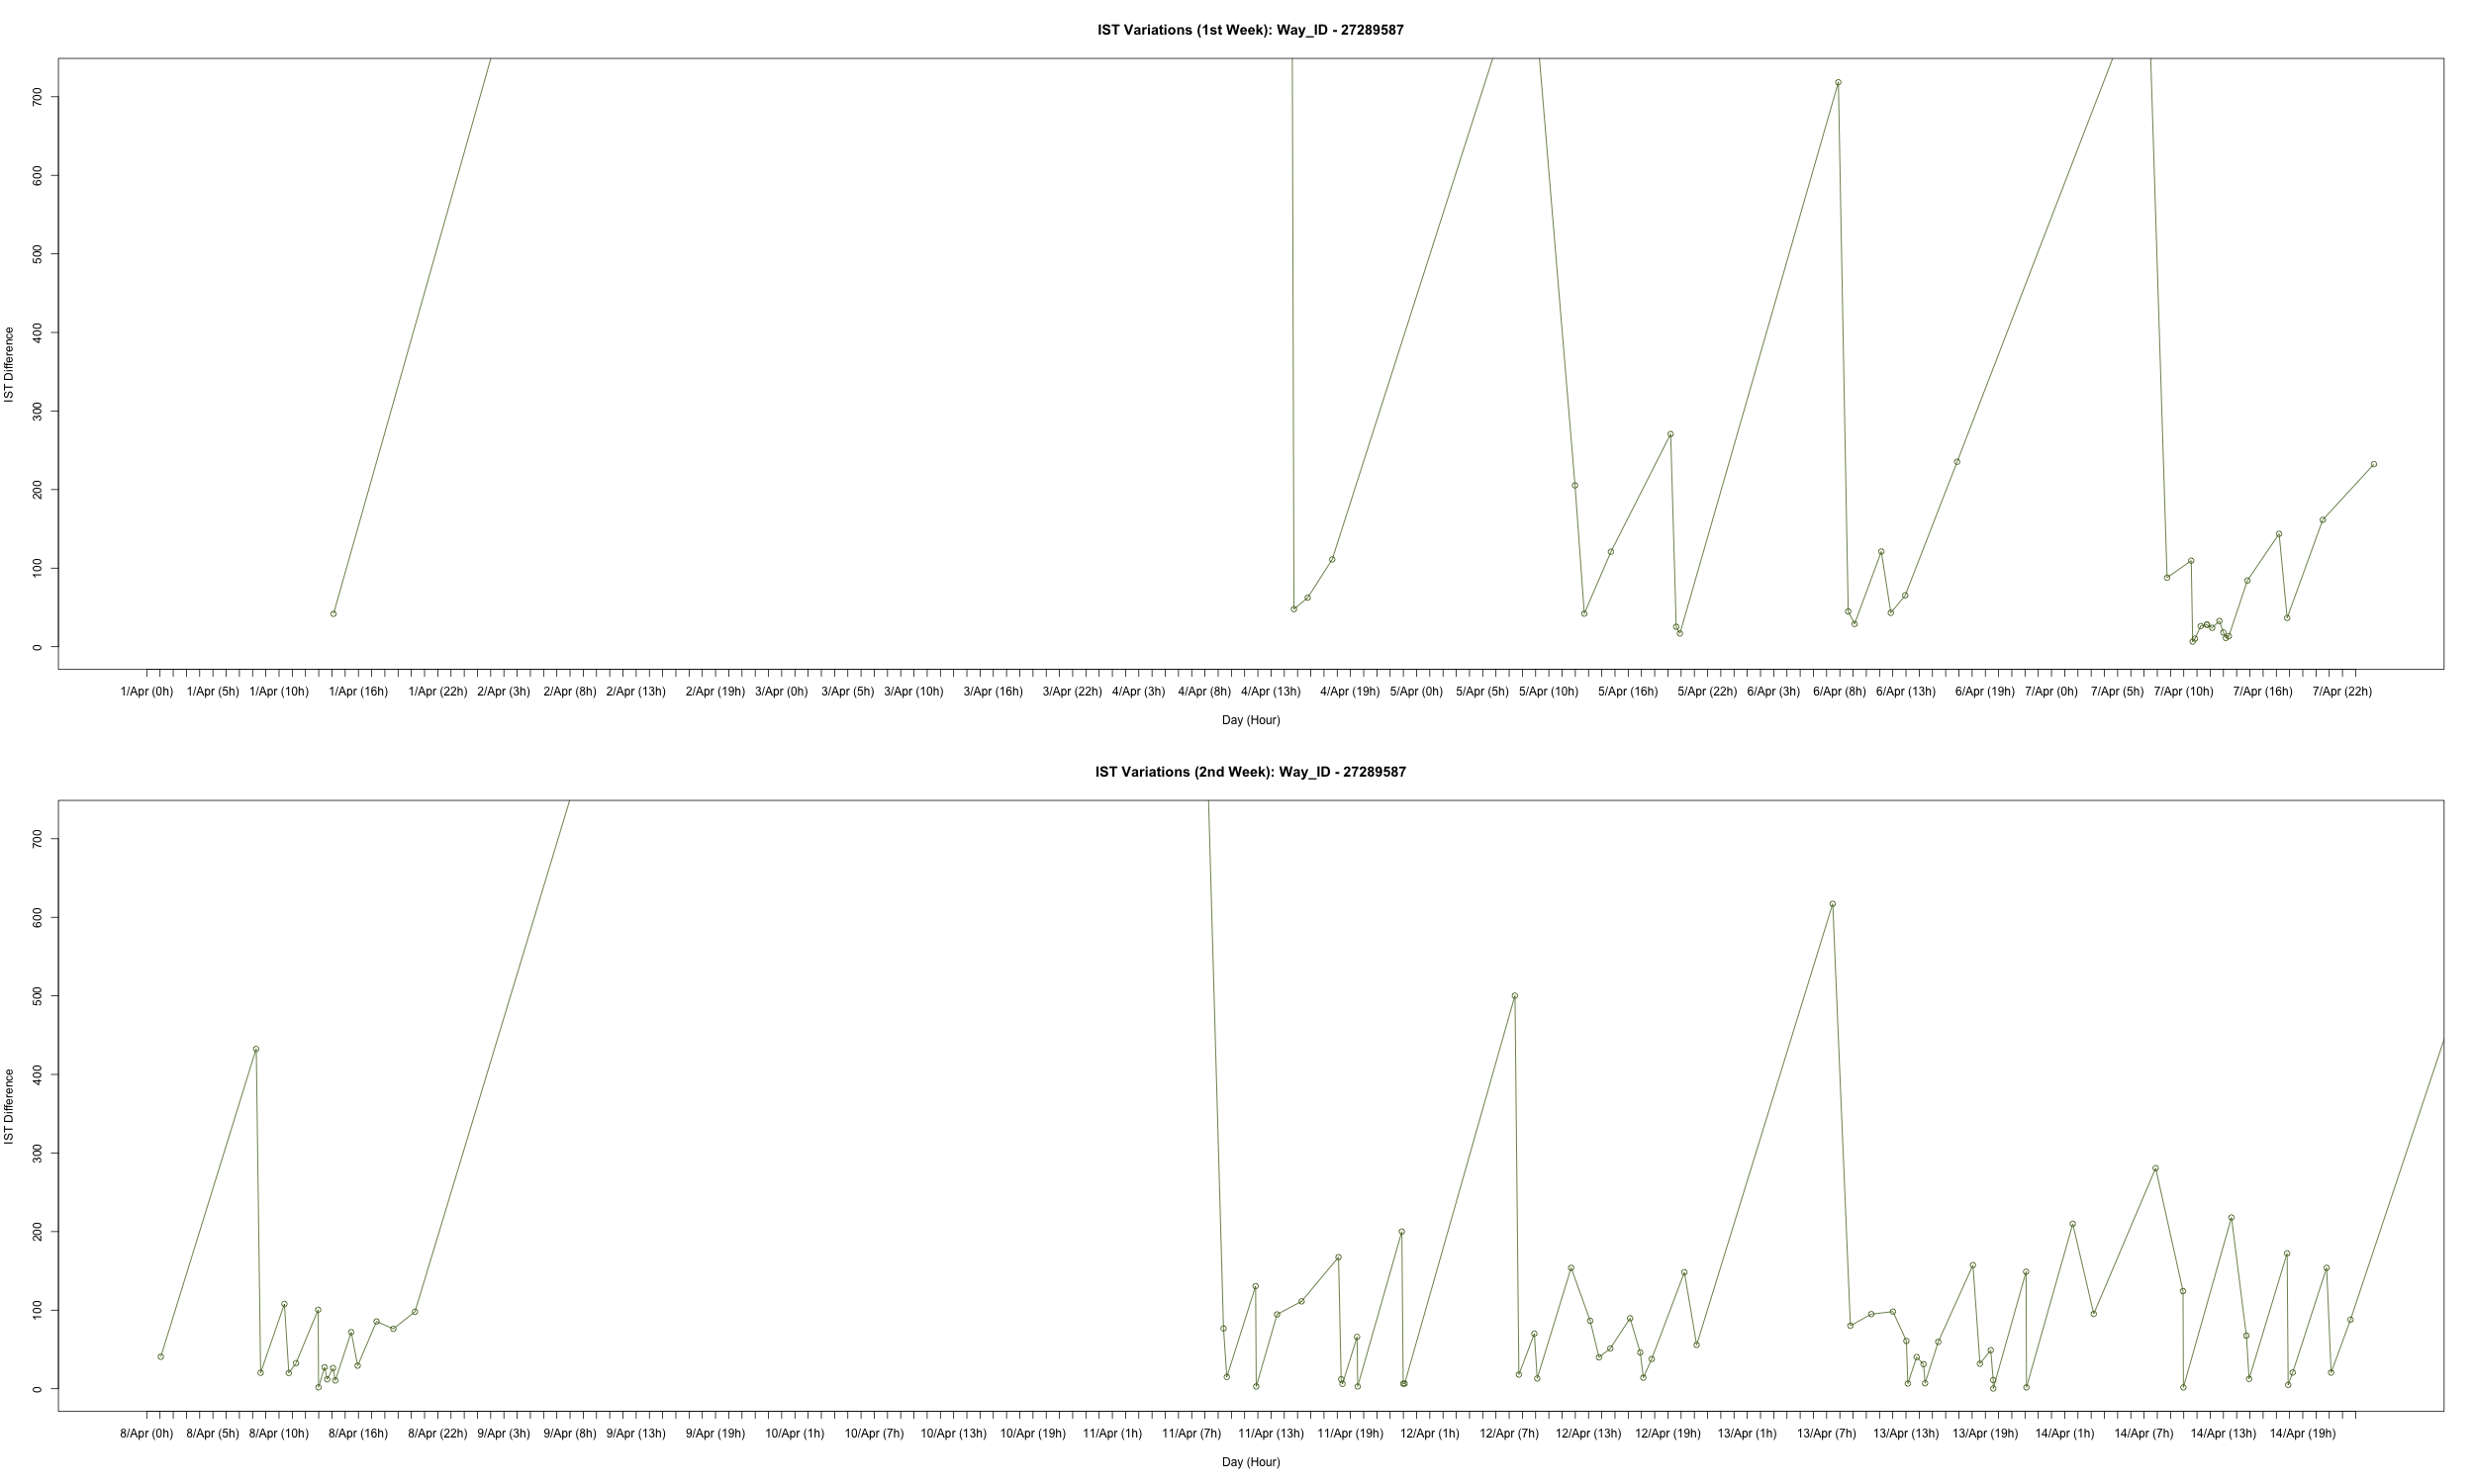 IST Variations (1st Week): Way_ID - 27289587
IST Difference
700
600
500
400
300
200
100
0
1/Apr (0h) 1/Apr (5h) 1/Apr (10h) 1/Apr (16h) 1/Apr (22h) 2/Apr (3h) 2/Apr (8h) 2/Apr (13h) 2/Apr (19h) 3/Apr (0h) 3/Apr (5h) 3/Apr (10h) 3/Apr (16h) 3/Apr (22h) 4/Apr (3h) 4/Apr (8h) 4/Apr (13h) 4/Apr (19h) 5/Apr (0h) 5/Apr (5h) 5/Apr (10h) 5/Apr (16h) 5/Apr (22h) 6/Apr (3h) 6/Apr (8h) 6/Apr (13h) 6/Apr (19h) 7/Apr (0h) 7/Apr (5h) 7/Apr (10h) 7/Apr (16h) 7/Apr (22h)
Day (Hour)
IST Variations (2nd Week): Way_ID - 27289587
IST Difference
700
600
500
400
300
200
100
0
8/Apr (0h) 8/Apr (5h) 8/Apr (10h) 8/Apr (16h) 8/Apr (22h) 9/Apr (3h) 9/Apr (8h) 9/Apr (13h) 9/Apr (19h) 10/Apr (1h) 10/Apr (7h) 10/Apr (13h) 10/Apr (19h) 11/Apr (1h) 11/Apr (7h) 11/Apr (13h) 11/Apr (19h) 12/Apr (1h) 12/Apr (7h) 12/Apr (13h) 12/Apr (19h) 13/Apr (1h) 13/Apr (7h) 13/Apr (13h) 13/Apr (19h) 14/Apr (1h) 14/Apr (7h) 14/Apr (13h) 14/Apr (19h)
Day (Hour)